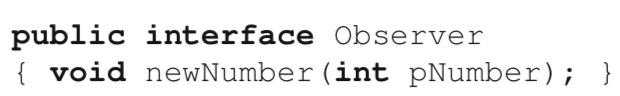 public interface Observer
{ void newNumber(int pNumber); }